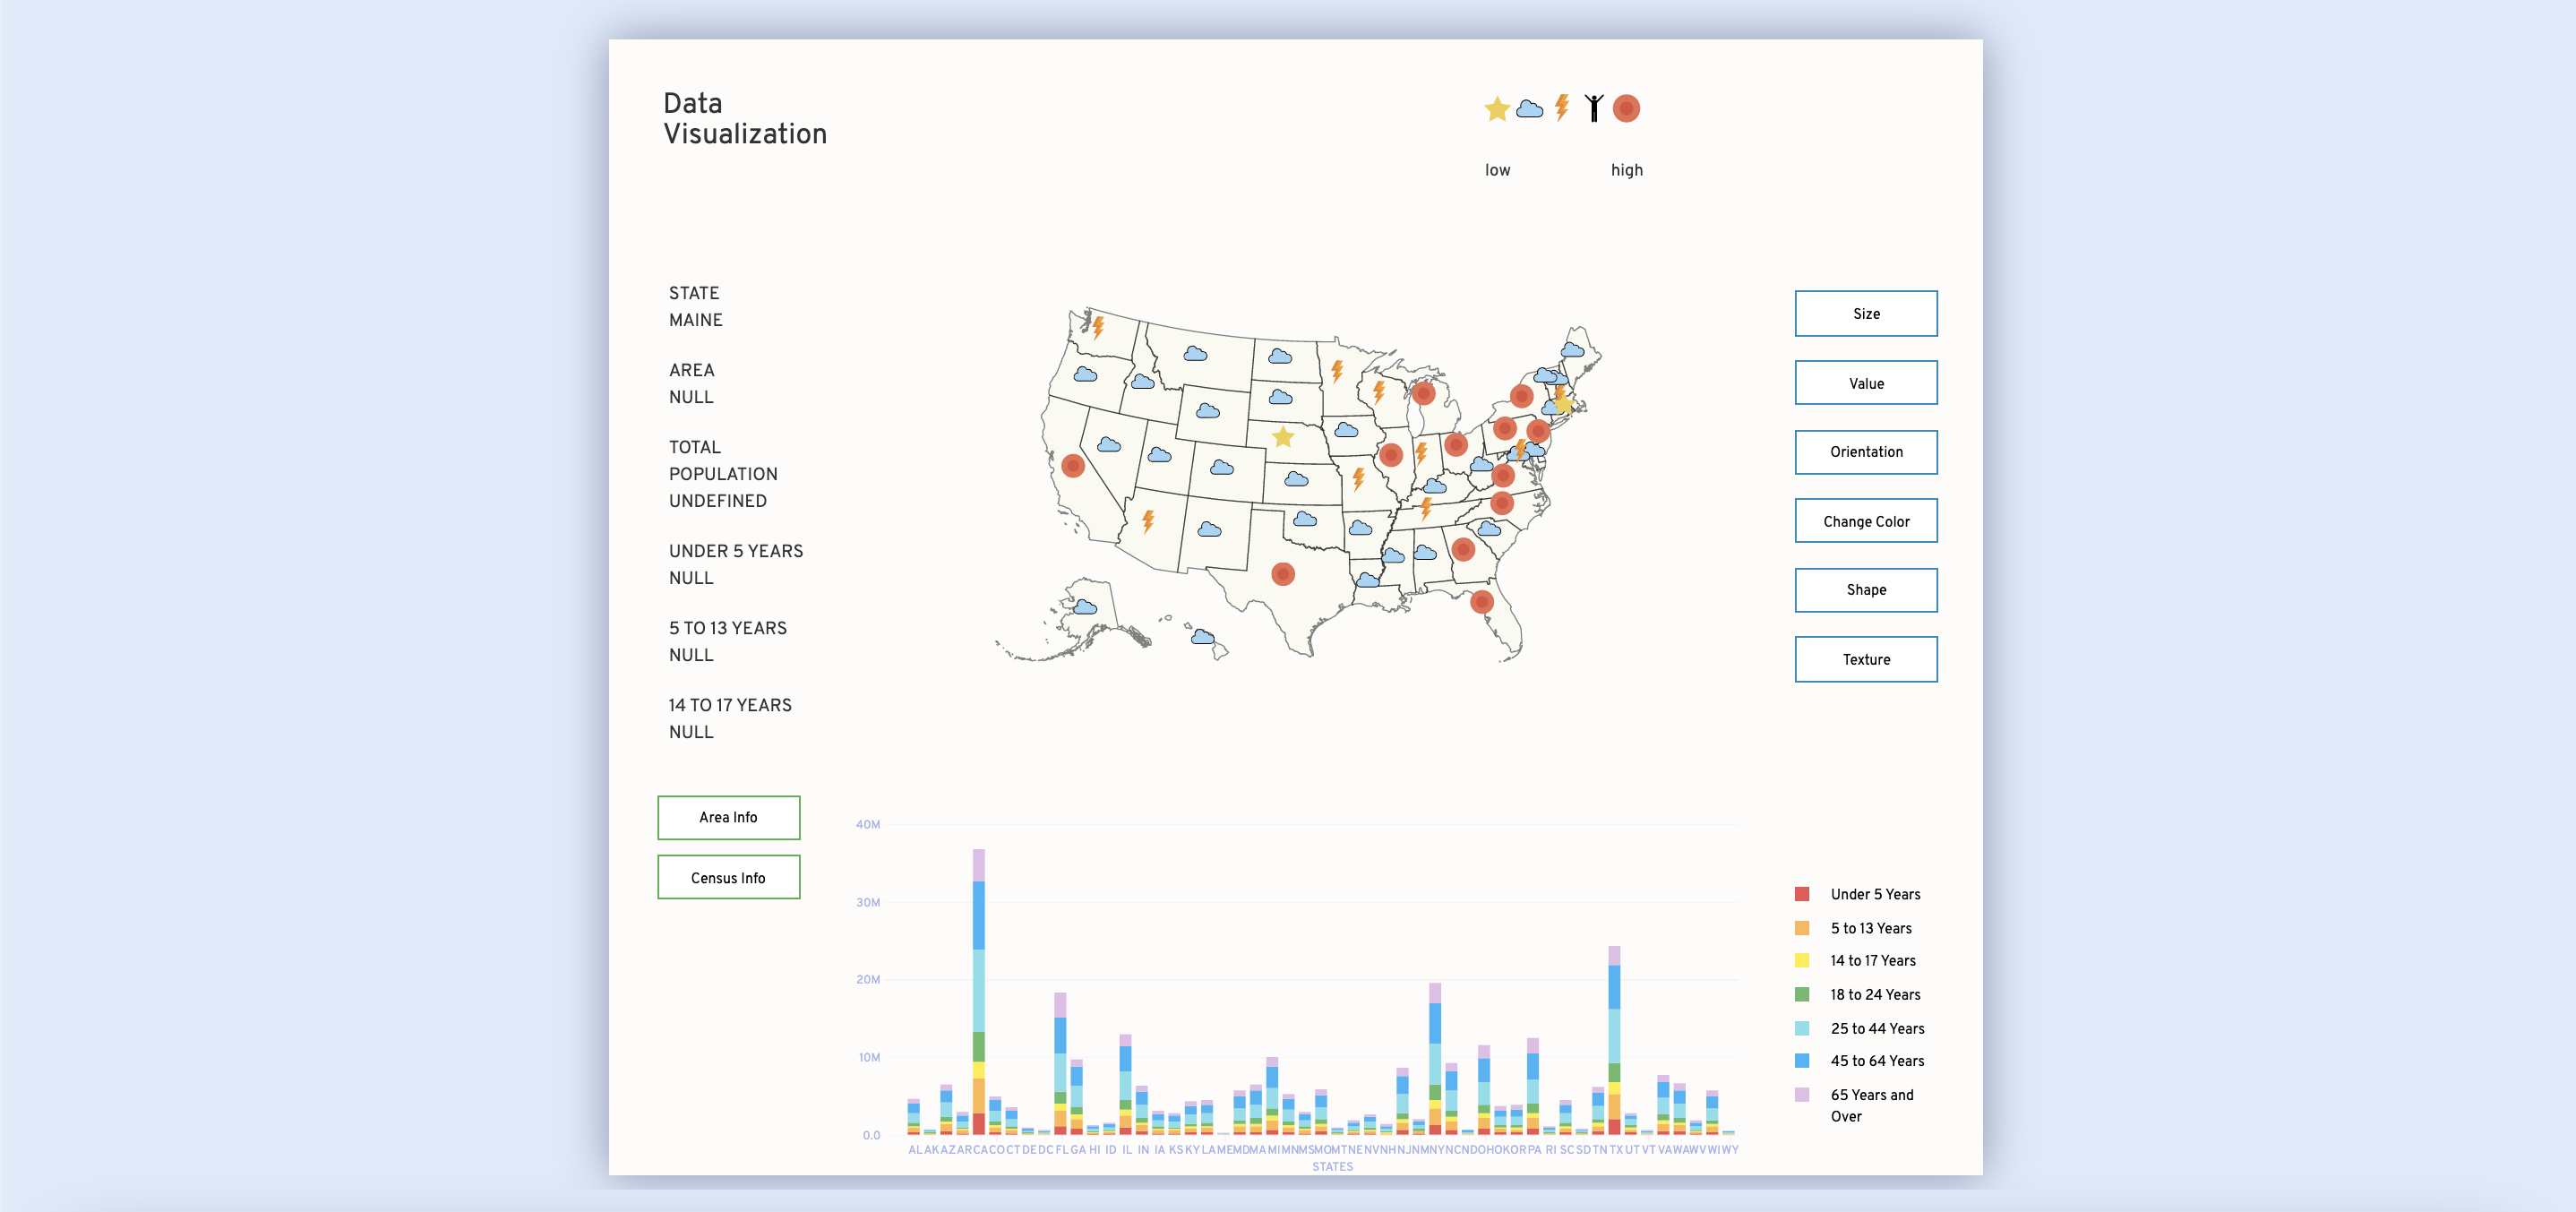 Data
Visualization
low high
STATE
MAINE
AREA
NULL
TOTAL
POPULATION
UNDEFINED
UNDER 5 YEARS
NULL
5 TO 13 YEARS
NULL
14 TO 17 YEARS
NULL
Size
Value
Orientation
Change Color
Shape
Texture
Area Info
Census Info
40M
30M
20M
10M
0.0
AL AK AZ AR CA CO CT DE DC FL GA HI ID IL IN IA KS KY LA ME MD MA MI MN MS MO MT NE NV NH NJ NM NY NC ND OH OK OR PA RI SC SD TN TX UT VT VA WA WV WI WY
STATES
Under 5 Years
5 to 13 Years
14 to 17 Years
18 to 24 Years
25 to 44 Years
45 to 64 Years
65 Years and
Over